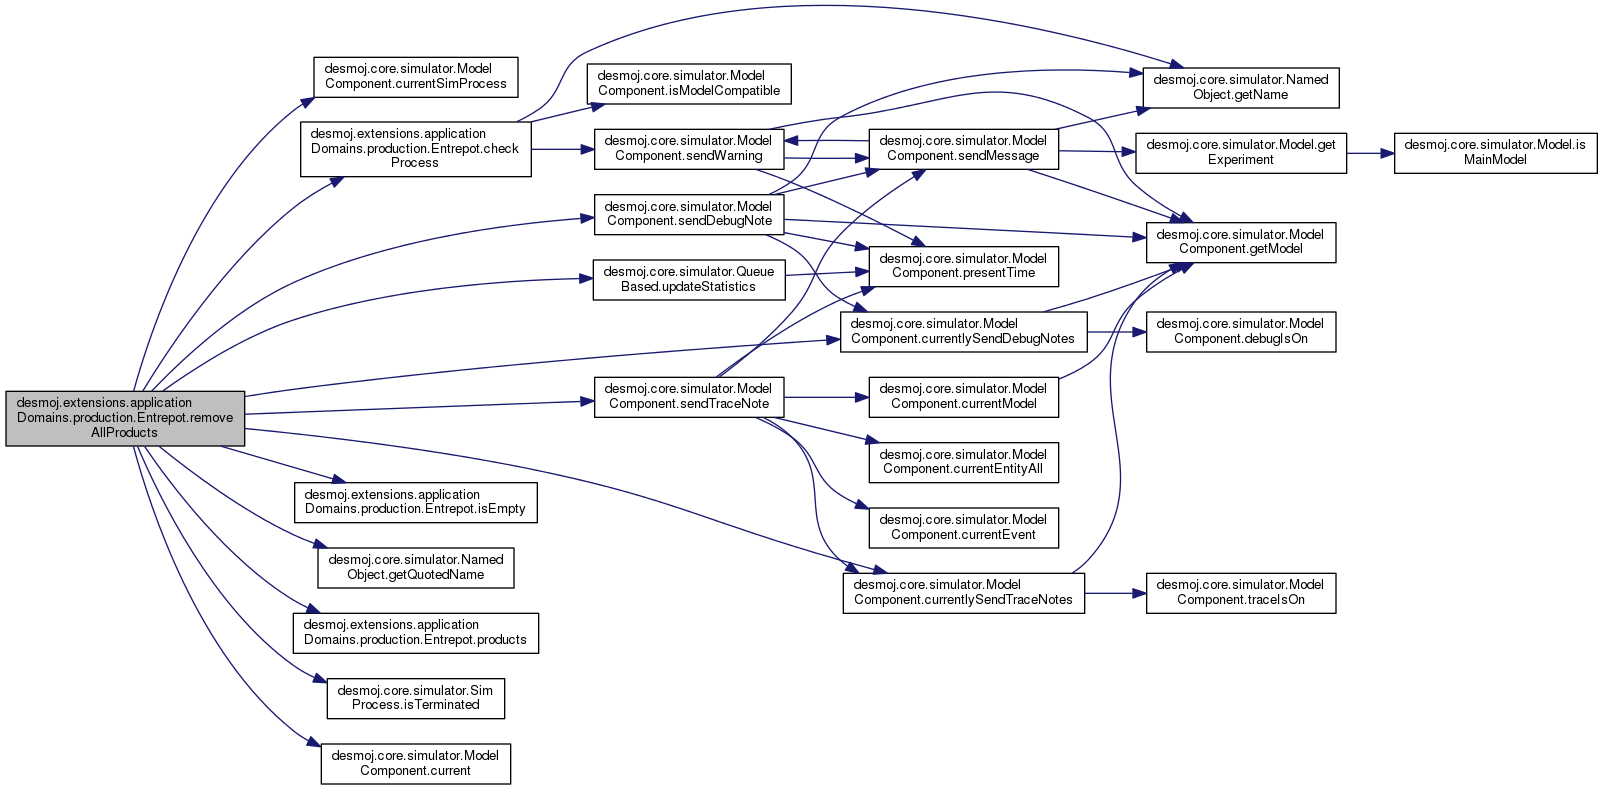 desmoj.extensions.application
Domains.production.Entrepot.remove
AllProducts
desmoj.core.simulator.Model
Component.currentSimProcess
desmoj.extensions.application
Domains.production.Entrepot.check
Process
desmoj.extensions.application
Domains.production.Entrepot.isEmpty
desmoj.core.simulator.Named
Object.getQuotedName
desmoj.extensions.application
Domains.production.Entrepot.products
desmoj.core.simulator.Sim
Process.isTerminated
desmoj.core.simulator.Model
Component.current
desmoj.core.simulator.Model
Component.isModelCompatible
desmoj.core.simulator.Model
Component.sendWarning
desmoj.core.simulator.Model
Component.sendDebugNote
desmoj.core.simulator.Queue
Based.updateStatistics
desmoj.core.simulator.Model
Component.sendTraceNote
desmoj.core.simulator.Model
Component.sendMessage
desmoj.core.simulator.Model
Component.presentTime
desmoj.core.simulator.Model
Component.currentlySendDebugNotes
desmoj.core.simulator.Model
Component.currentModel
desmoj.core.simulator.Model
Component.currentEntityAll
desmoj.core.simulator.Model
Component.currentEvent
desmoj.core.simulator.Model
Component.currentlySendTraceNotes
desmoj.core.simulator.Named
Object.getName
desmoj.core.simulator.Model.get
Experiment
desmoj.core.simulator.Model
Component.getModel
desmoj.core.simulator.Model
Component.debugIsOn
desmoj.core.simulator.Model
Component.traceIsOn
desmoj.core.simulator.Model.is
MainModel